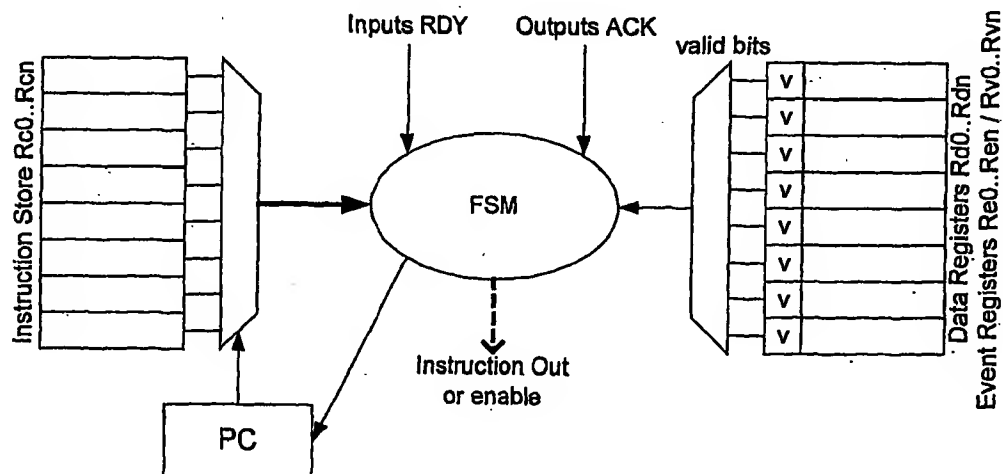 Inputs RDY
Outputs ACK
valid bits
Instruction Store Rc0..Rcn
FSM
V
V
V
V
V
V
V
V
Data Registers Rd0..Rdn
Event Registers Re0..Ren / Rv0..Rvn
Instruction Out
or enable
PC